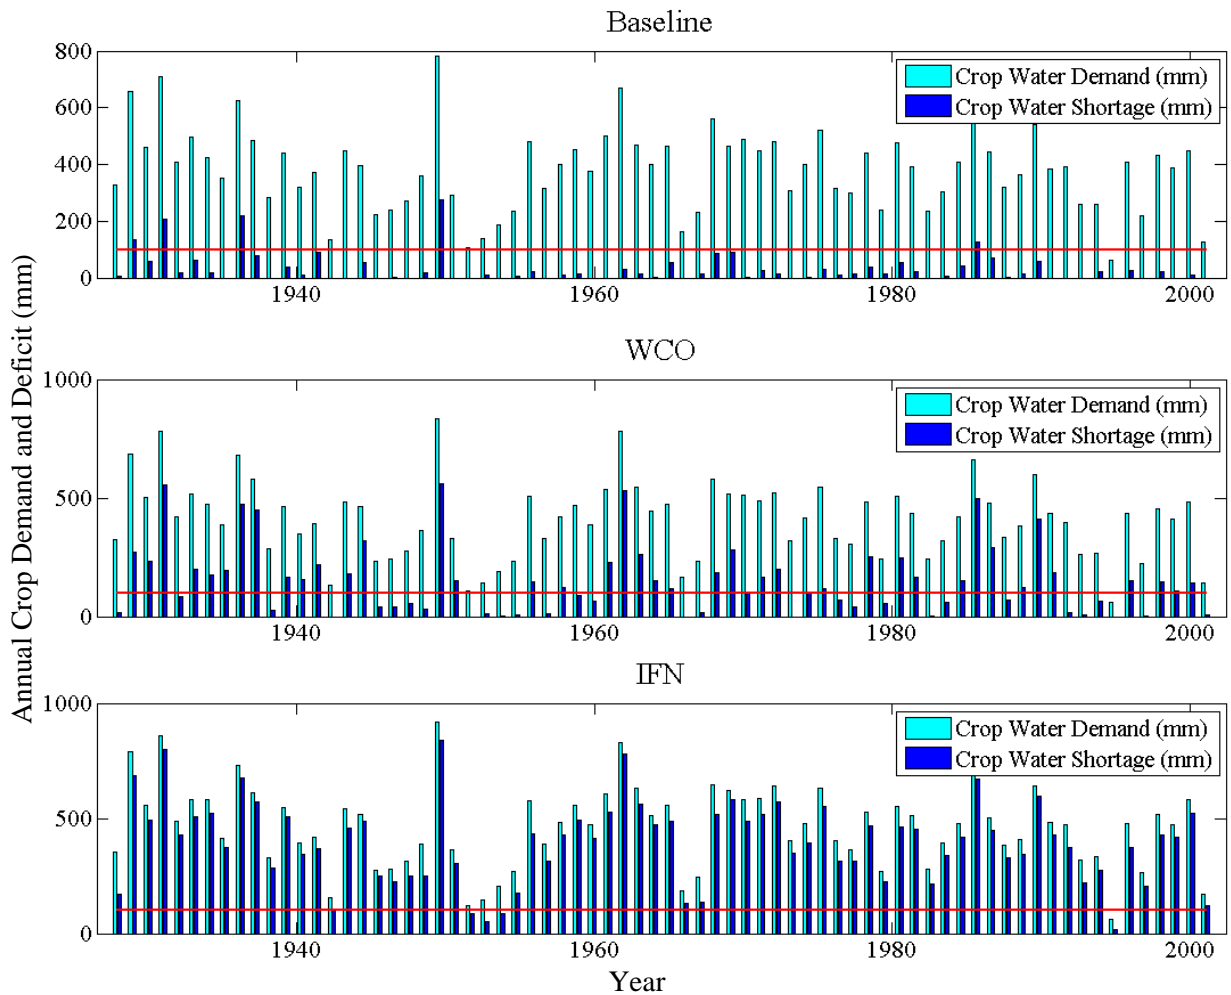 Baseline
800
600
400
200
0
Crop Water Demand (mm)
Crop Water Shortage (mm)
1940
1960
1980
2000
Annual Crop Demand and Deficit (mm)
WCO
1000
500
0
Crop Water Demand (mm)
Crop Water Shortage (mm)
1940
1960
1980
2000
IFN
1000
500
0
Crop Water Demand (mm)
Crop Water Shortage (mm)
1940
1960
1980
2000
Year